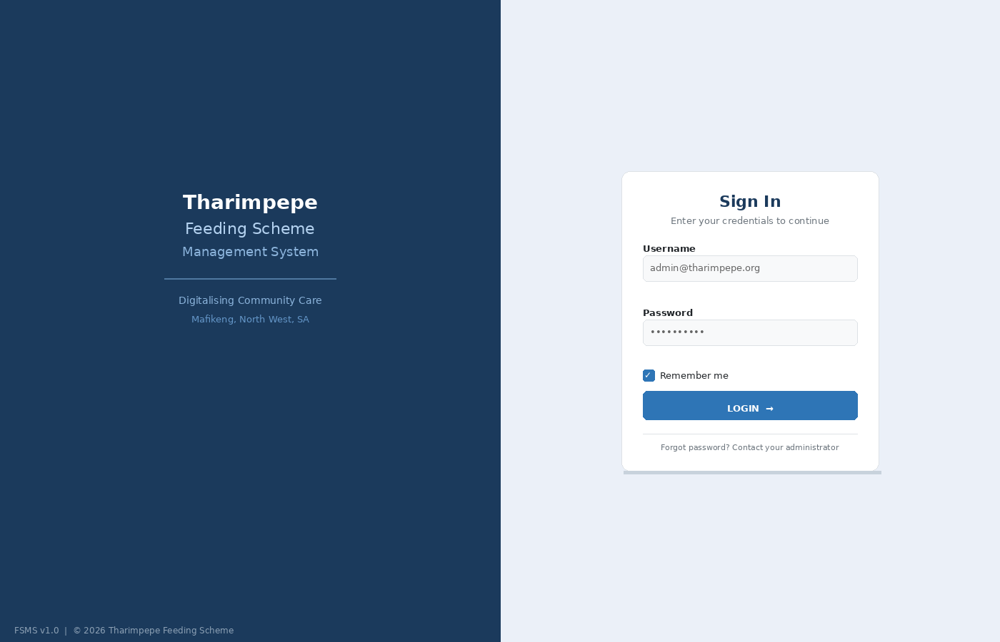 Tharimpepe
Feeding Scheme
Management System
Digitalising Community Care
Mafikeng, North West, SA
FSMS v1.0 | © 2026 Tharimpepe Feeding Scheme
Sign In
Enter your credentials to continue
Username
admin@tharimpepe.org
Password
••••••••••
✓ Remember me
LOGIN →
Forgot password? Contact your administrator